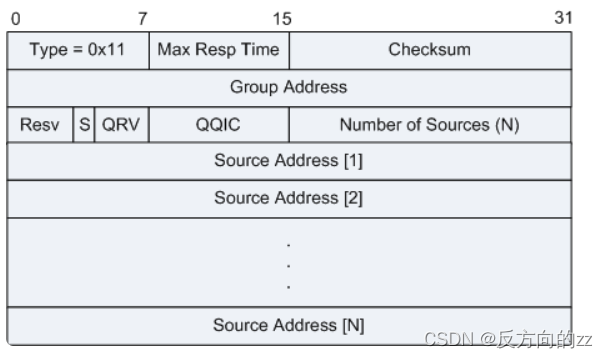 0 7 15 31
Type = 0x11 Max Resp Time Checksum
Group Address
Resv S QRV QQIC Number of Sources (N)
Source Address [1]
Source Address [2]
.
.
.
Source Address [N]
CSDN @反方向的zz